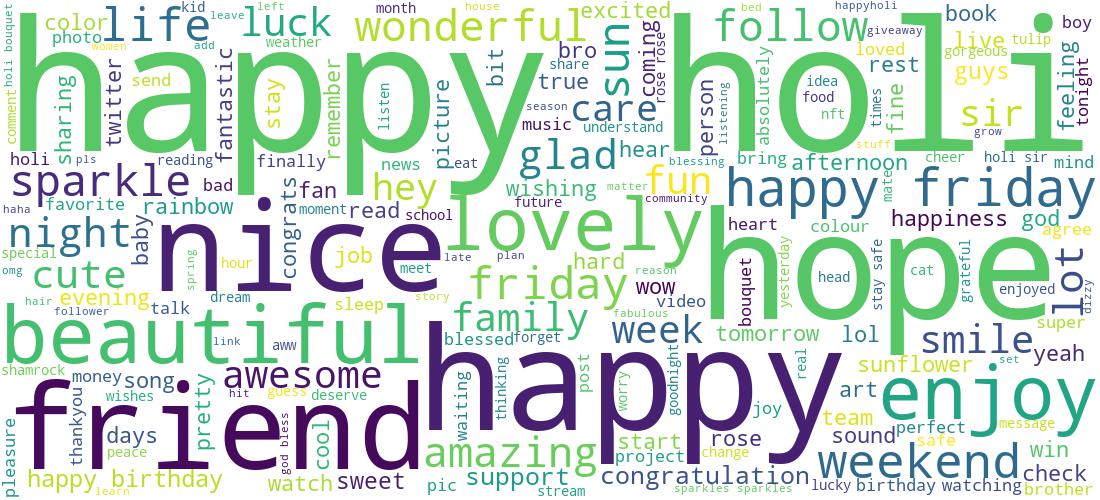 happy holi
nice
lovely
hope
beautiful
friend
happy
enjoy
happy friday
wonderful
life
luck
follow
sparkle
night
friday
family
week
weekend
amazing
awesome
smile
care
glad
sun
fun
sir
lot
cute
hey
color
photo
kid
leave
left
month
house
excited
bed
happyholi
giveaway
book
boy
women
add
weather
bro
share
true
coming
rose rose
loved
live
tulip
gorgeous
guys
rest
feeling
tonight
holi bouquet
comment
sharing
twitter
send
fantastic
stay
remember
listen
picture
bit
season
music
understand
person
listening
absolutely
idea
food
nft
times
fine
stuff
grow
holi
pls
reading
finally
news
eat
hear
blessing
bring
afternoon
cheer
holi sir
mind
mate
bad
fan
wishing
matter
community
haha
favorite
rainbow
baby
congrats
moment
read
school
future
heart
colour
happiness
god
agree
special
omg
spring
hour
job
meet
late
plan
hard
reason
wow
video
bouquet
yesterday
head
stay safe
cat
grateful
enjoyed
dizzy
hair
evening
follower
talk
dream
sleep
story
fabulous
super
link
aww
blessed
forget
tomorrow
lol
yeah
shamrock
money
song
wishes
hit
guess
deserve
waiting
thinking
post
worry
goodnight
real
sunflower
set
art
joy
pleasure
thankyou
days
peace
pretty
god bless
cool
start
project
change
rose
team
sound
perfect
safe
message
win
happy birthday
learn
watch
sweet
pic
support
stream
congratulation
sparkles sparkles
lucky
birthday
watching
check
brother